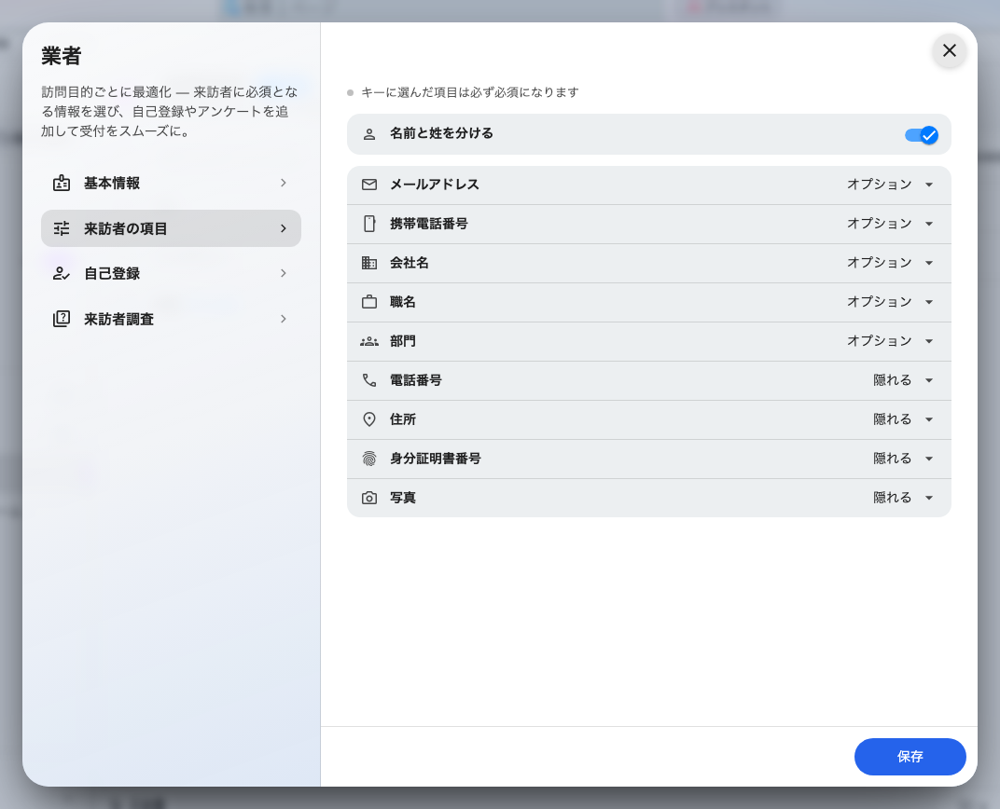 業者
訪問目的ごとに最適化 — 来訪者に必須とな
る情報を選び、自己登録やアンケートを追
加して受付をスムーズに。
基本情報
来訪者の項目
自己登録
来訪者調査
キーに選んだ項目は必ず必須になります
名前と姓を分ける
メールアドレス オプション
携帯電話番号 オプション
会社名 オプション
職名 オプション
部門 オプション
電話番号 隠れる
住所 隠れる
身分証明書番号 隠れる
写真 隠れる
保存